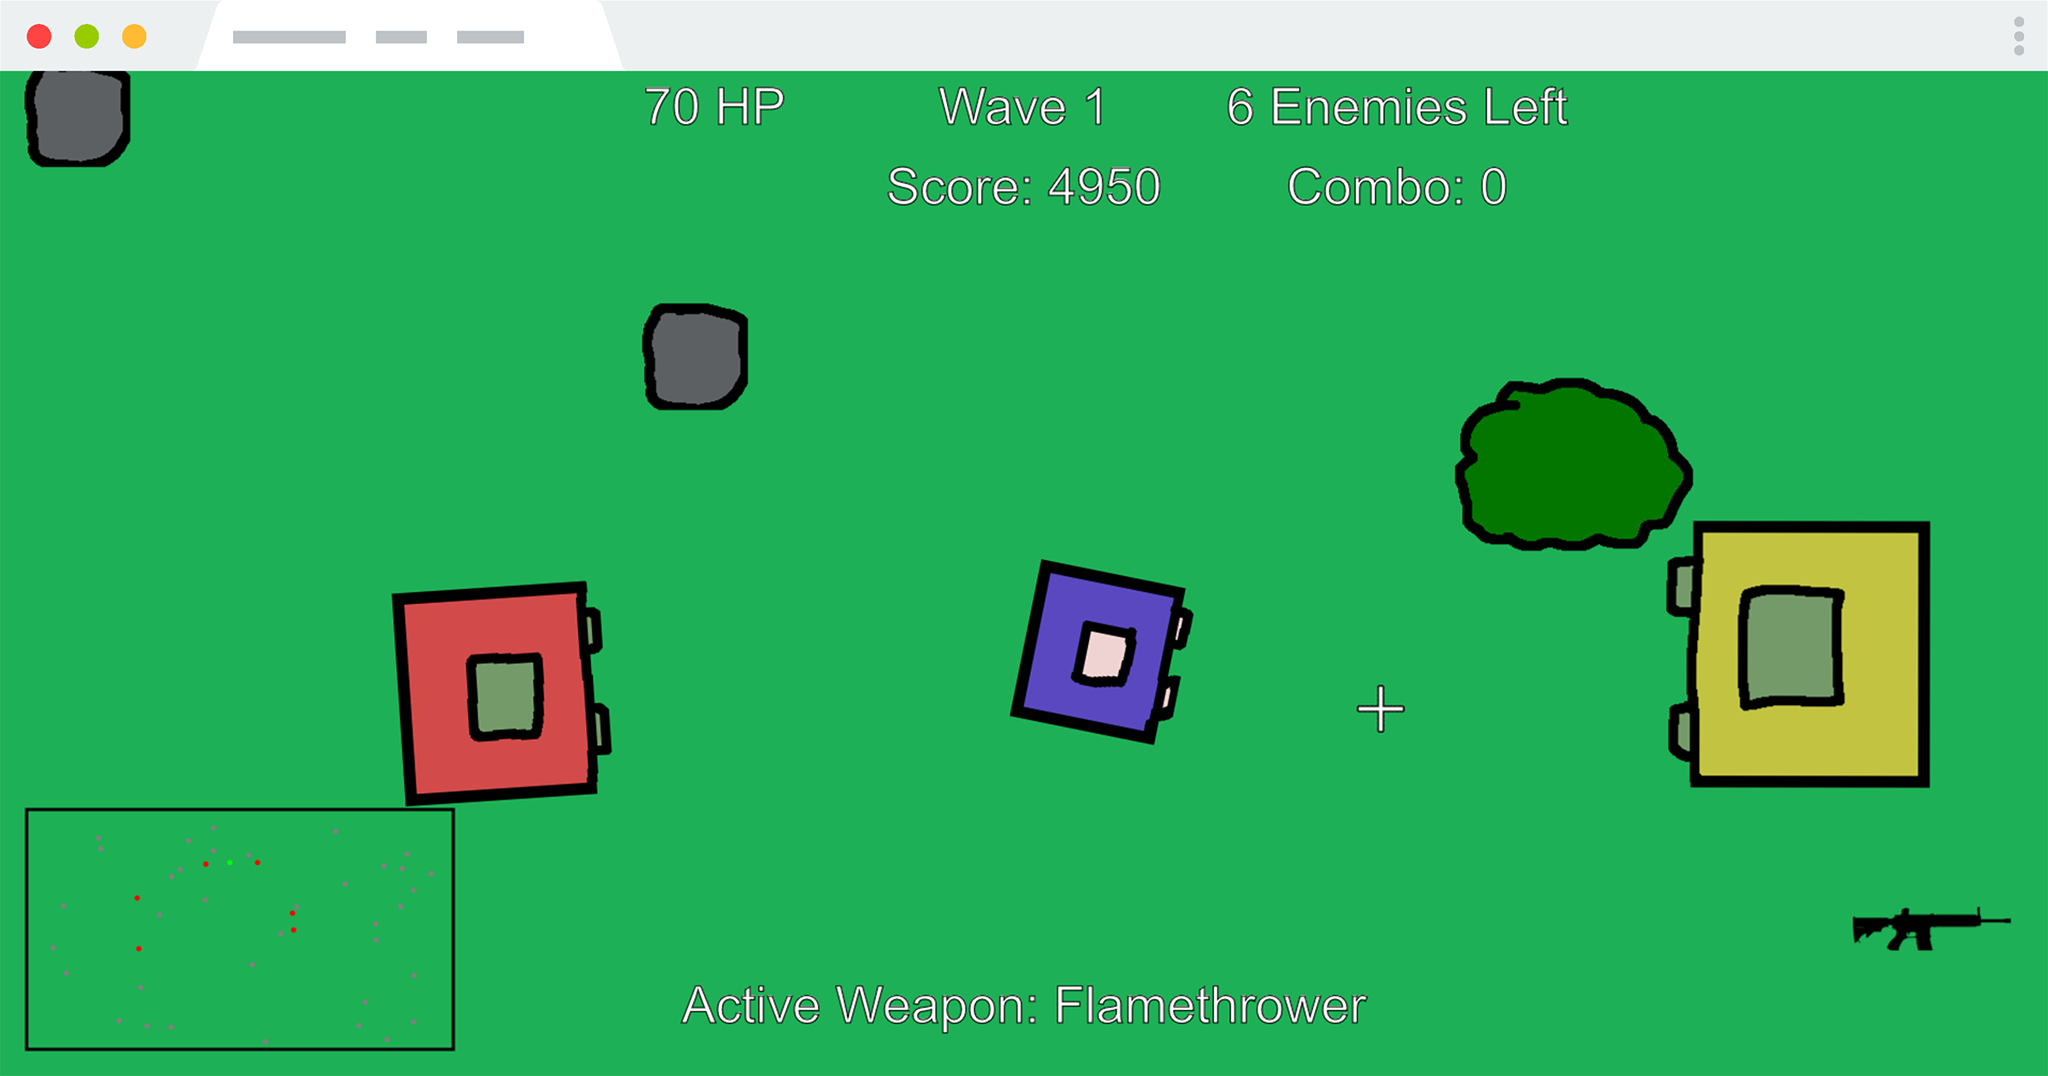 70 HP
Wave 1
6 Enemies Left
Score: 4950
Combo: 0
Active Weapon: Flamethrower